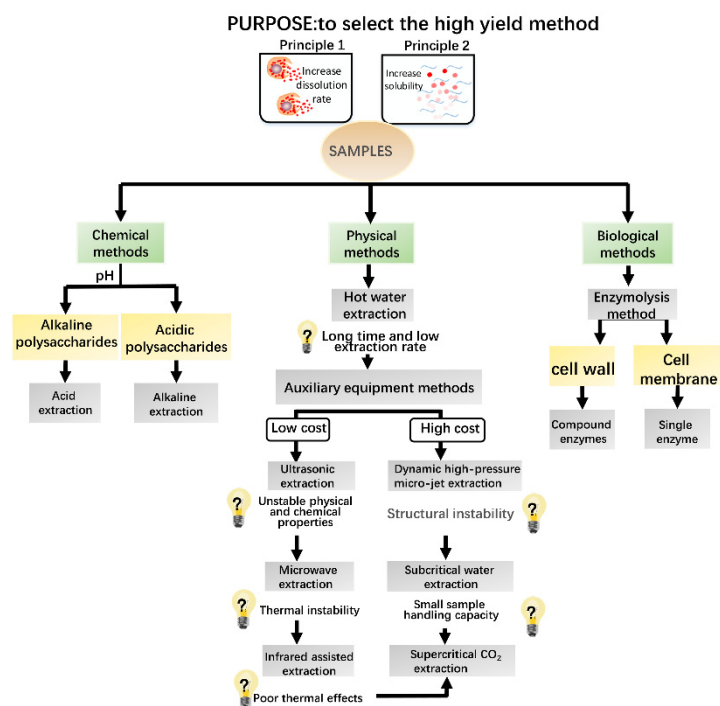 PURPOSE:to select the high yield method
Principle 1
Principle 2
Increase
dissolution
rate
Increase
solubility
SAMPLES
Chemical
methods
Physical
methods
Biological
methods
pH
Hot water
extraction
Enzymolysis
method
Alkaline
polysaccharides
Acidic
polysaccharides
?
Long time and low
extraction rate
cell wall
Cell
membrane
Acid
extraction
Alkaline
extraction
Auxiliary equipment methods
Compound
enzymes
Single
enzyme
Low cost
High cost
Ultrasonic
extraction
Dynamic high-pressure
micro-jet extraction
?
Unstable physical
and chemical
properties
Structural instability
?
Microwave
extraction
Subcritical water
extraction
?
Thermal instability
Small sample
handling capacity
?
Infrared assisted
extraction
Supercritical CO₂
extraction
?
Poor thermal effects